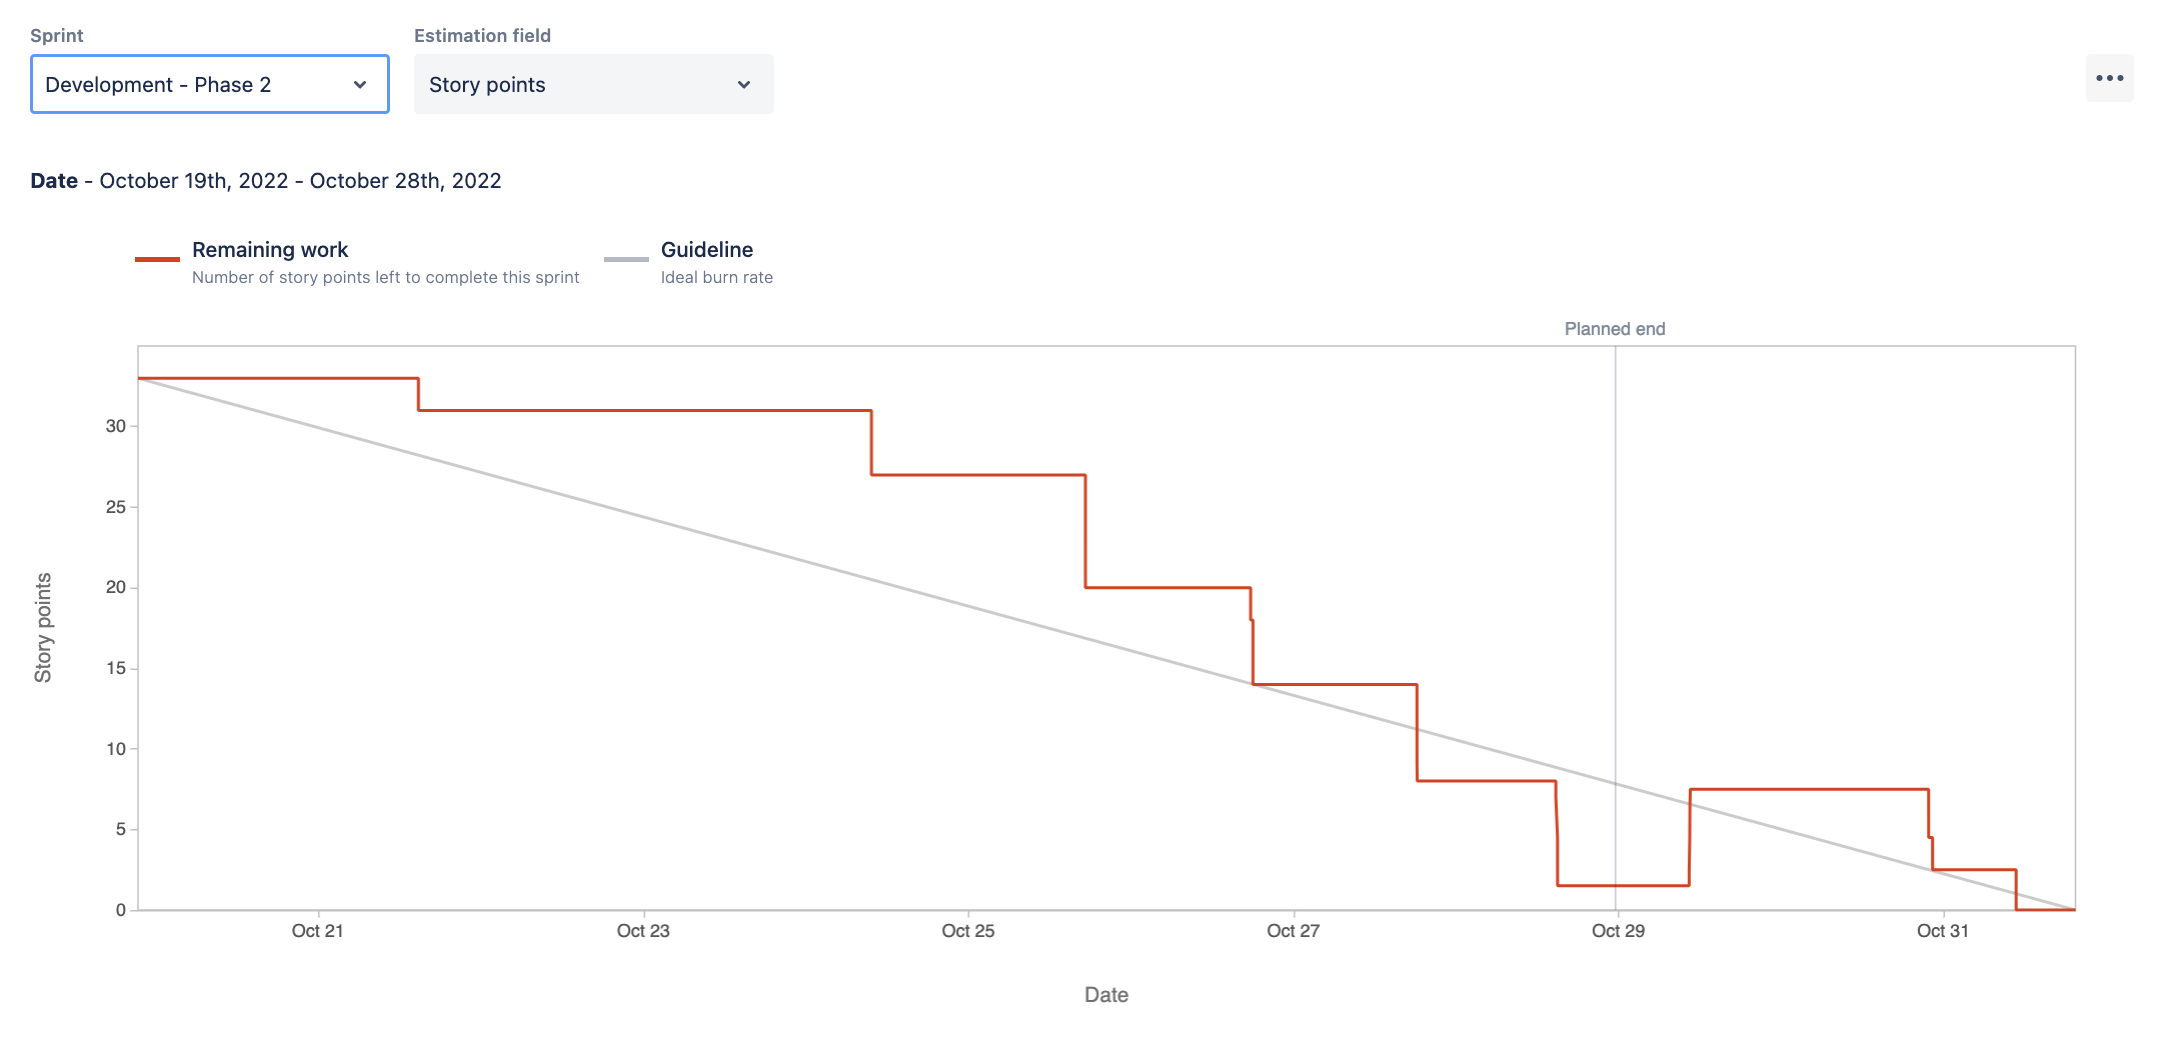 Sprint
Estimation field
Development - Phase 2
Story points
Date - October 19th, 2022 - October 28th, 2022
Remaining work
Number of story points left to complete this sprint
Guideline
Ideal burn rate
Planned end
Story points
30
25
20
15
10
5
0
Oct 21
Oct 23
Oct 25
Oct 27
Oct 29
Oct 31
Date